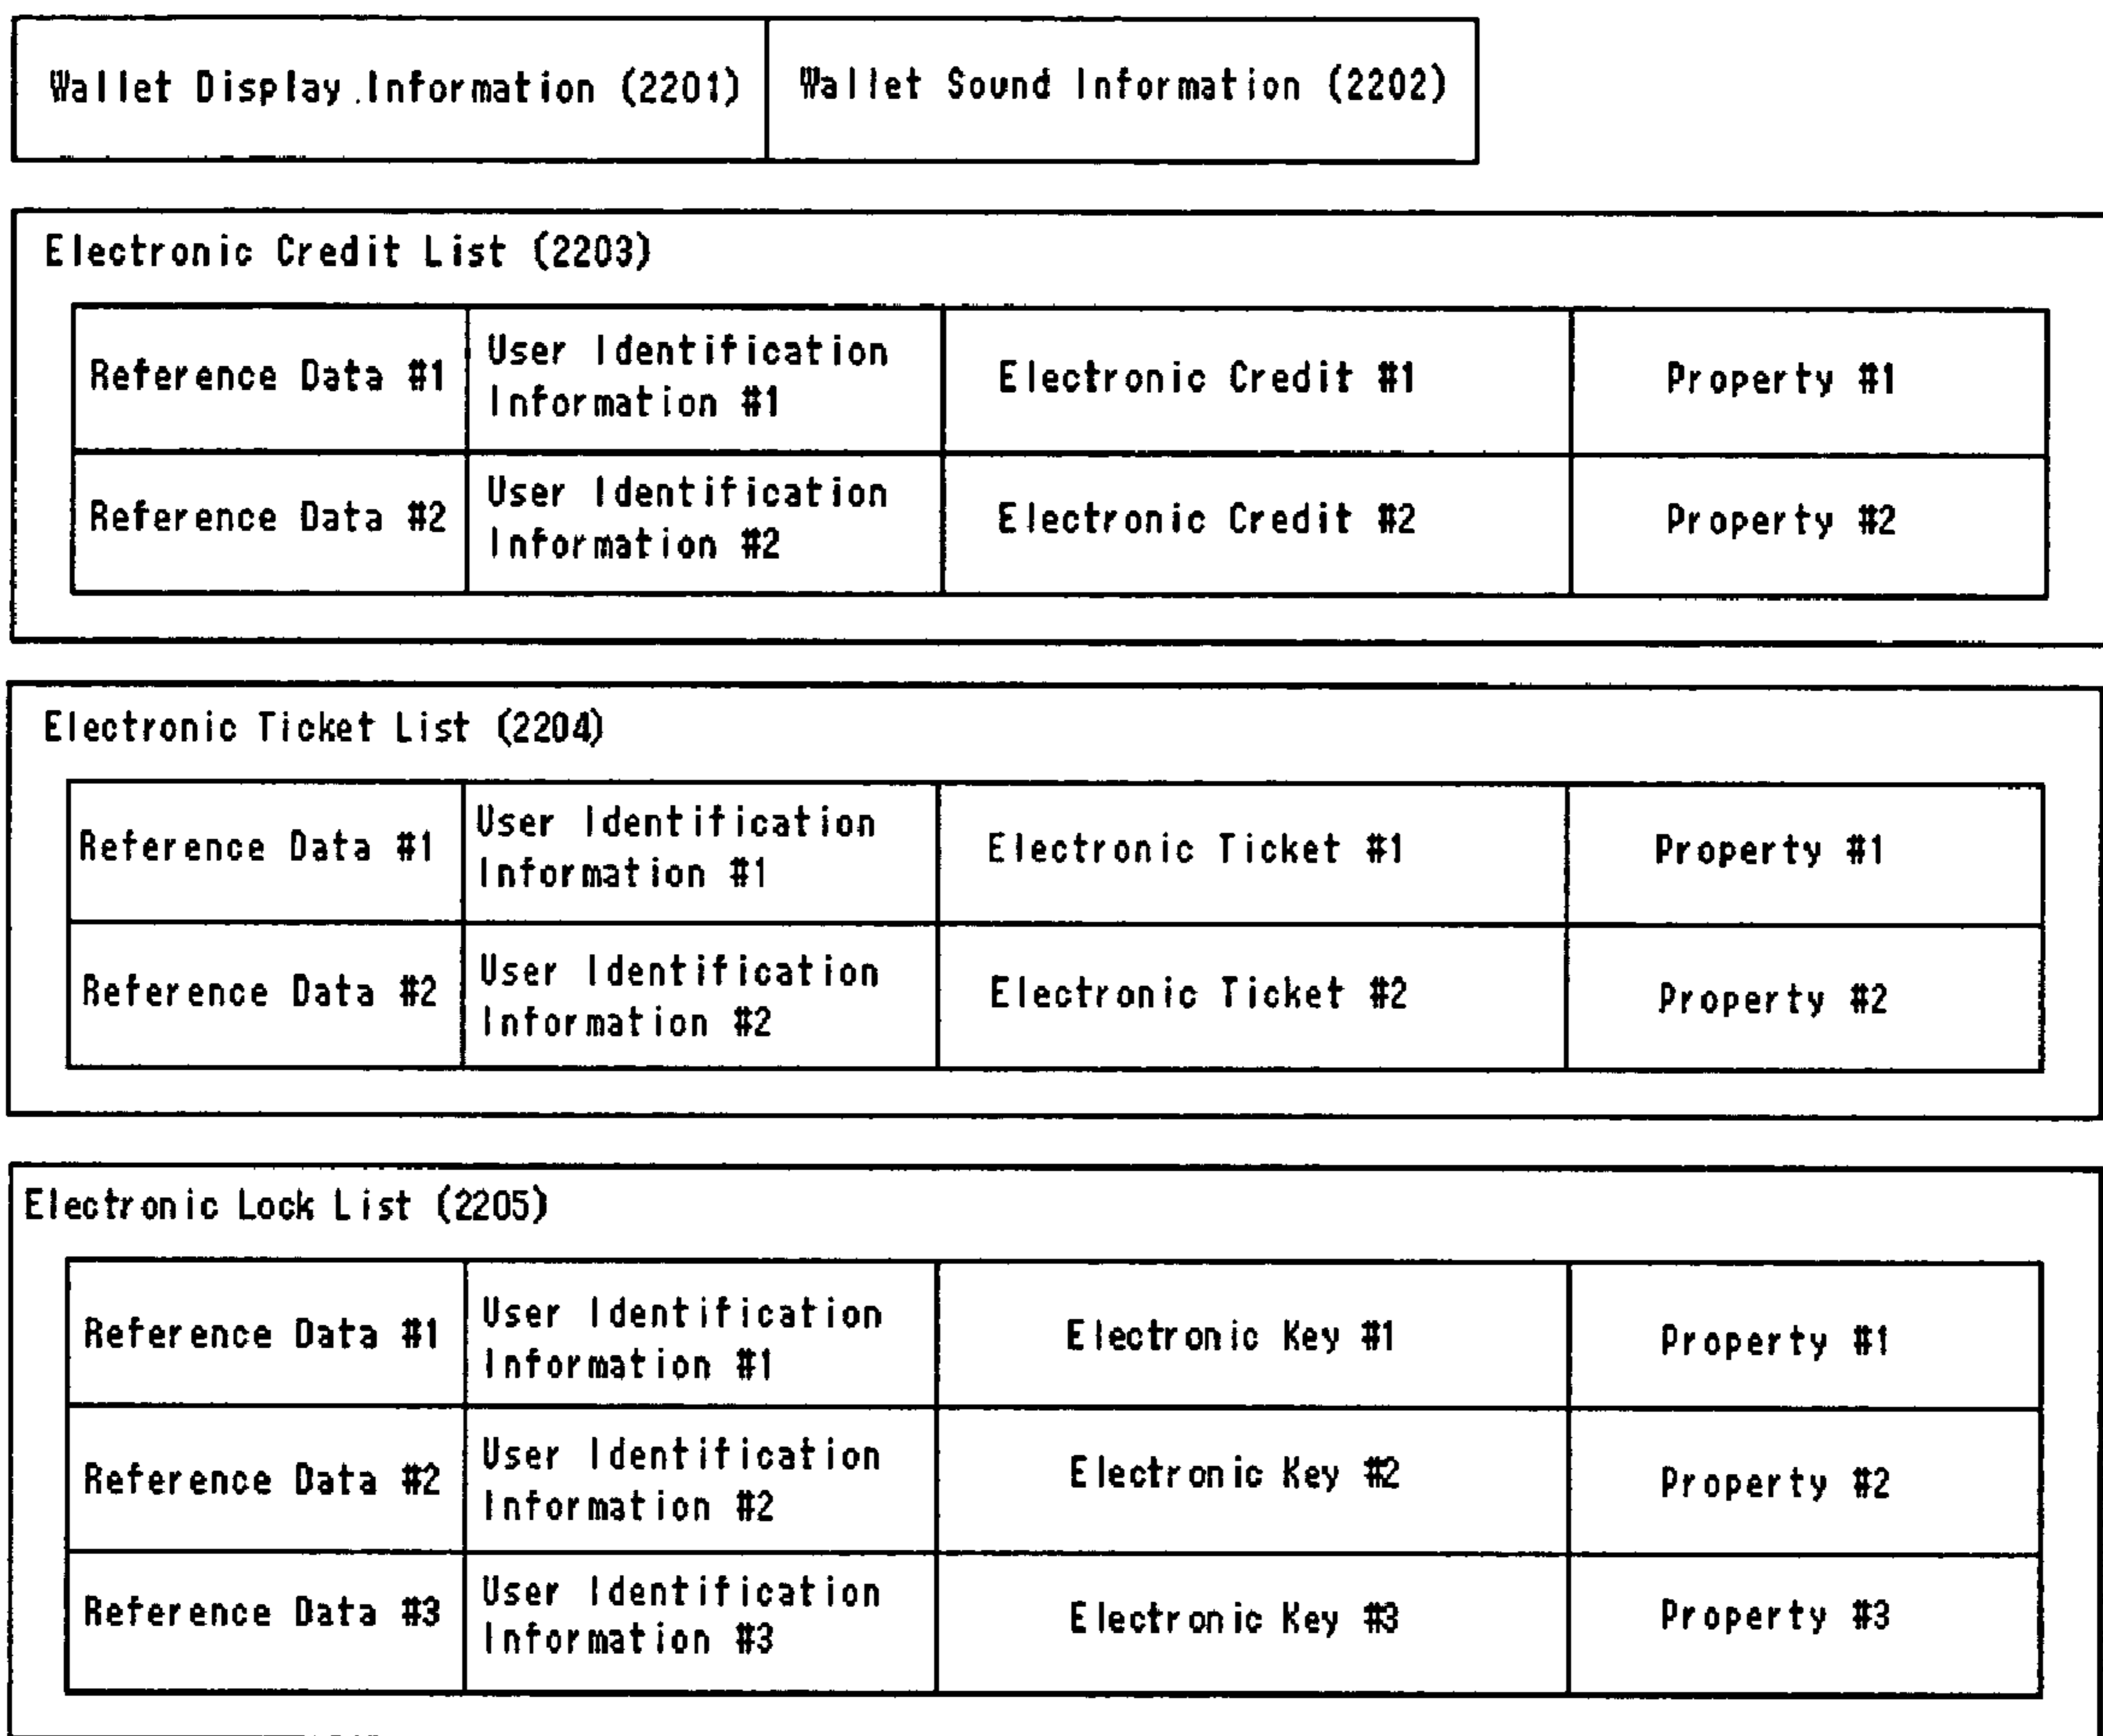 Wallet Display Information (2201)
Wallet Sound Information (2202)
Electronic Credit List (2203)
Reference Data #1
User Identification
Information #1
Electronic Credit #1
Property #1
Reference Data #2
User Identification
Information #2
Electronic Credit #2
Property #2
Electronic Ticket List (2204)
Reference Data #1
User Identification
Information #1
Electronic Ticket #1
Property #1
Reference Data #2
User Identification
Information #2
Electronic Ticket #2
Property #2
Electronic Lock List (2205)
Reference Data #1
User Identification
Information #1
Electronic Key #1
Property #1
Reference Data #2
User Identification
Information #2
Electronic Key #2
Property #2
Reference Data #3
User Identification
Information #3
Electronic Key #3
Property #3